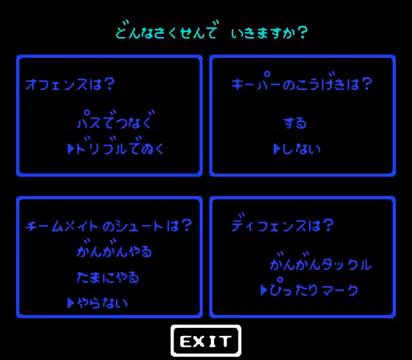 どんなさくせんで いきますか?
オフェンスは?
パスでつなぐ
▶ドリブルでぬく
キーパーのこうげきは?
する
▶しない
チームメイトのシュートは?
がんがんやる
たまにやる
▶やらない
ディフェンスは?
がんがんタックル
▶ぴったりマーク
EXIT